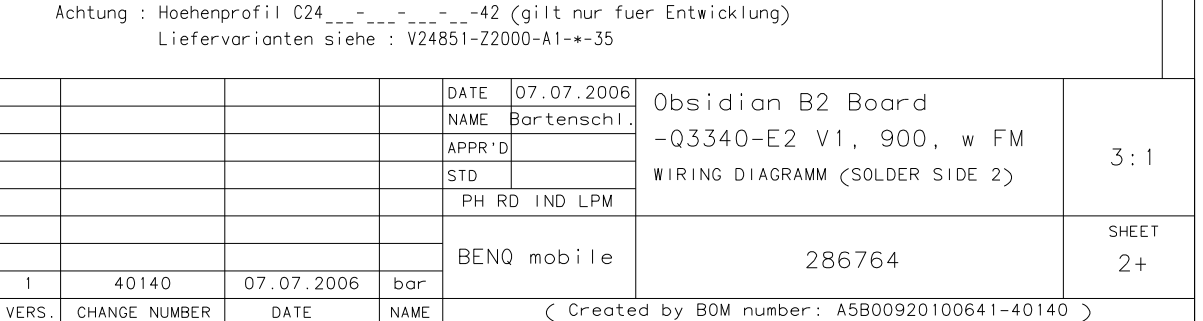 Achtung : Hoehenprofil C24___-___-___-__-42 (gilt nur fuer Entwicklung)
Liefervarianten siehe : V24851-Z2000-A1-*-35
DATE 07.07.2006
NAME Bartenschl.
APPR'D
STD
PH RD IND LPM
Obsidian B2 Board
-Q3340-E2 V1, 900, w FM
WIRING DIAGRAMM (SOLDER SIDE 2)
3:1
BENQ mobile
286764
SHEET
2+
1 40140 07.07.2006 bar
VERS. CHANGE NUMBER DATE NAME
( Created by BOM number: A5B00920100641-40140 )